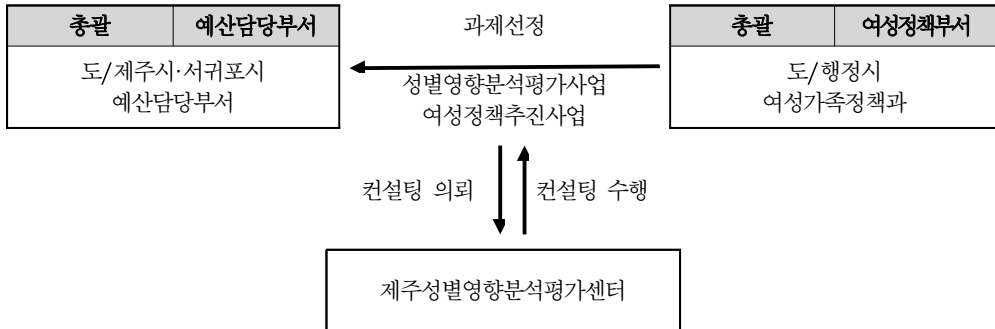 총괄 예산담당부서
도/제주시·서귀포시
예산담당부서
과제선정
성별영향분석평가사업
여성정책추진사업
총괄 여성정책부서
도/행정시
여성가족정책과
컨설팅 의뢰
컨설팅 수행
제주성별영향분석평가센터